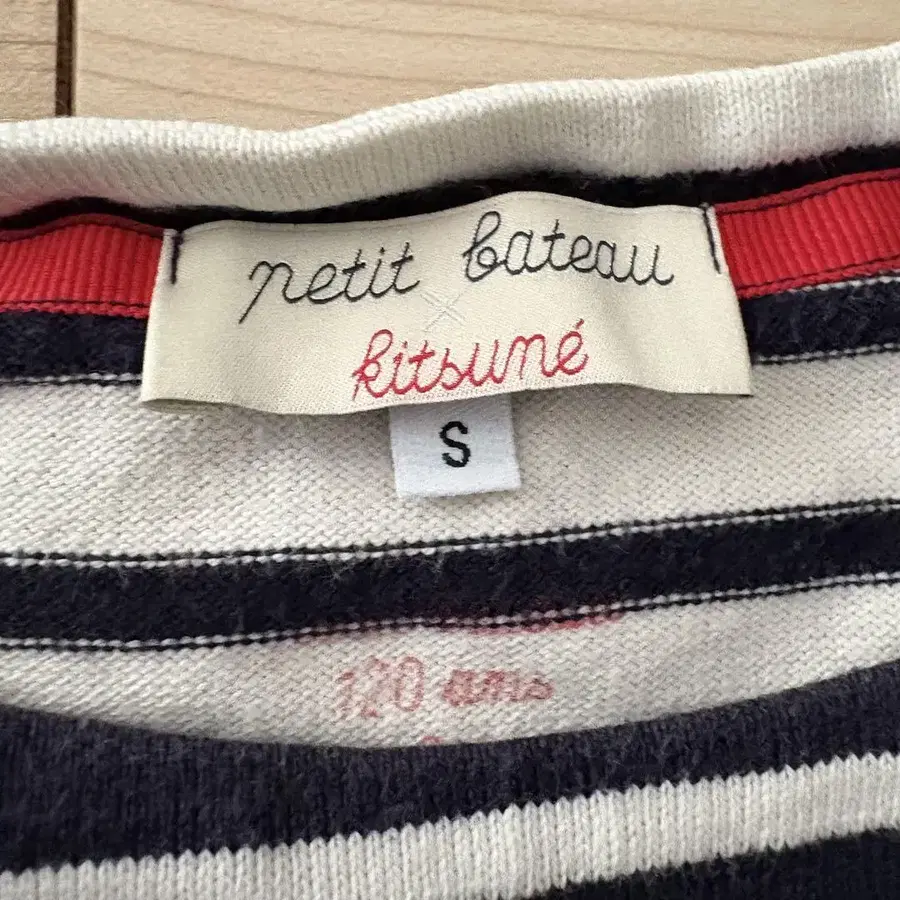 petit bateau
x
kitsuné
S
120 ans